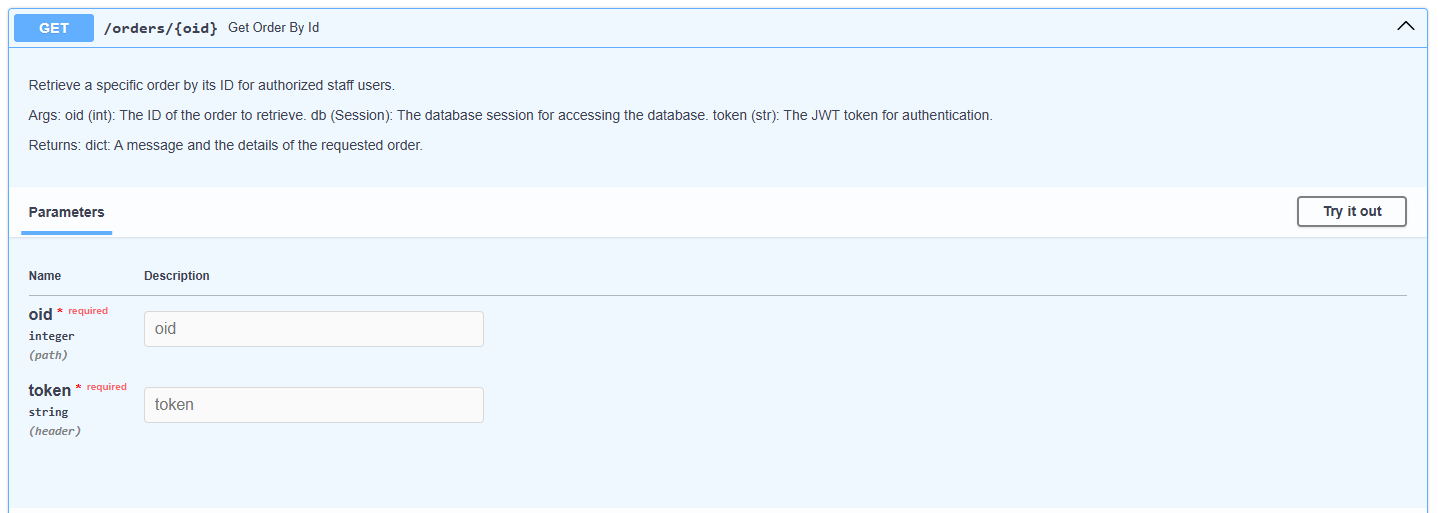 GET /orders/{oid} Get Order By Id
Retrieve a specific order by its ID for authorized staff users.
Args: oid (int): The ID of the order to retrieve. db (Session): The database session for accessing the database. token (str): The JWT token for authentication.
Returns: dict: A message and the details of the requested order.
Parameters Try it out
Name Description
oid * required
integer
(path)
oid
token * required
string
(header)
token